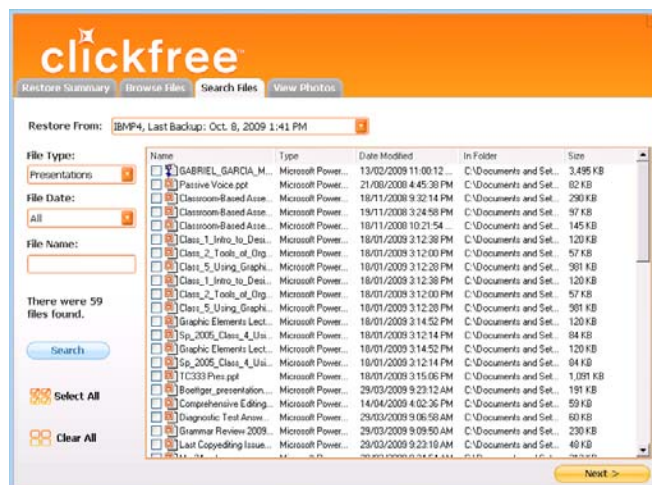 clickfree™
Restore Summary Browse Files Search Files View Photos
Restore From: IBMP4, Last Backup: Oct. 8, 2009 1:41 PM
File Type:
Presentations
File Date:
All
File Name:
There were 59
files found.
Search
Select All
Clear All
Name Type Date Modified In Folder Size
GABRIEL_GARCIA_M... Microsoft Power... 13/02/2009 11:00:12 ... C:\Documents and Set... 3,495 KB
Passive Voice.ppt Microsoft Power... 21/08/2008 4:45:38 PM C:\Documents and Set... 82 KB
Classroom-Based Asse... Microsoft Power... 18/11/2008 9:32:14 PM C:\Documents and Set... 290 KB
Classroom-Based Asse... Microsoft Power... 19/11/2008 3:24:58 PM C:\Documents and Set... 97 KB
Classroom-Based Asse... Microsoft Power... 18/11/2008 10:21:54 ... C:\Documents and Set... 145 KB
Class_1_Intro_to_Desi... Microsoft Power... 18/01/2009 3:12:38 PM C:\Documents and Set... 120 KB
Class_2_Tools_of_Org... Microsoft Power... 18/01/2009 3:12:00 PM C:\Documents and Set... 57 KB
Class_5_Using_Graphi... Microsoft Power... 18/01/2009 3:12:28 PM C:\Documents and Set... 981 KB
Class_1_Intro_to_Desi... Microsoft Power... 18/01/2009 3:12:38 PM C:\Documents and Set... 120 KB
Class_2_Tools_of_Org... Microsoft Power... 18/01/2009 3:12:00 PM C:\Documents and Set... 57 KB
Class_5_Using_Graphi... Microsoft Power... 18/01/2009 3:12:28 PM C:\Documents and Set... 981 KB
Graphic Elements Lect... Microsoft Power... 18/01/2009 3:14:52 PM C:\Documents and Set... 120 KB
Sp_2005_Class_4_Usi... Microsoft Power... 18/01/2009 3:12:14 PM C:\Documents and Set... 84 KB
Graphic Elements Lect... Microsoft Power... 18/01/2009 3:14:52 PM C:\Documents and Set... 120 KB
Sp_2005_Class_4_Usi... Microsoft Power... 18/01/2009 3:12:14 PM C:\Documents and Set... 84 KB
TC333 Pres.ppt Microsoft Power... 18/01/2009 3:15:06 PM C:\Documents and Set... 1,091 KB
Boettger_presentation.... Microsoft Power... 29/03/2009 9:23:12 AM C:\Documents and Set... 191 KB
Comprehensive Editing... Microsoft Power... 14/04/2009 4:02:36 PM C:\Documents and Set... 59 KB
Diagnostic Test Answ... Microsoft Power... 29/03/2009 9:06:58 AM C:\Documents and Set... 60 KB
Grammar Review 2009... Microsoft Power... 29/03/2009 9:09:50 AM C:\Documents and Set... 230 KB
Last Copyediting Issue... Microsoft Power... 29/03/2009 9:23:18 AM C:\Documents and Set... 48 KB
Next >